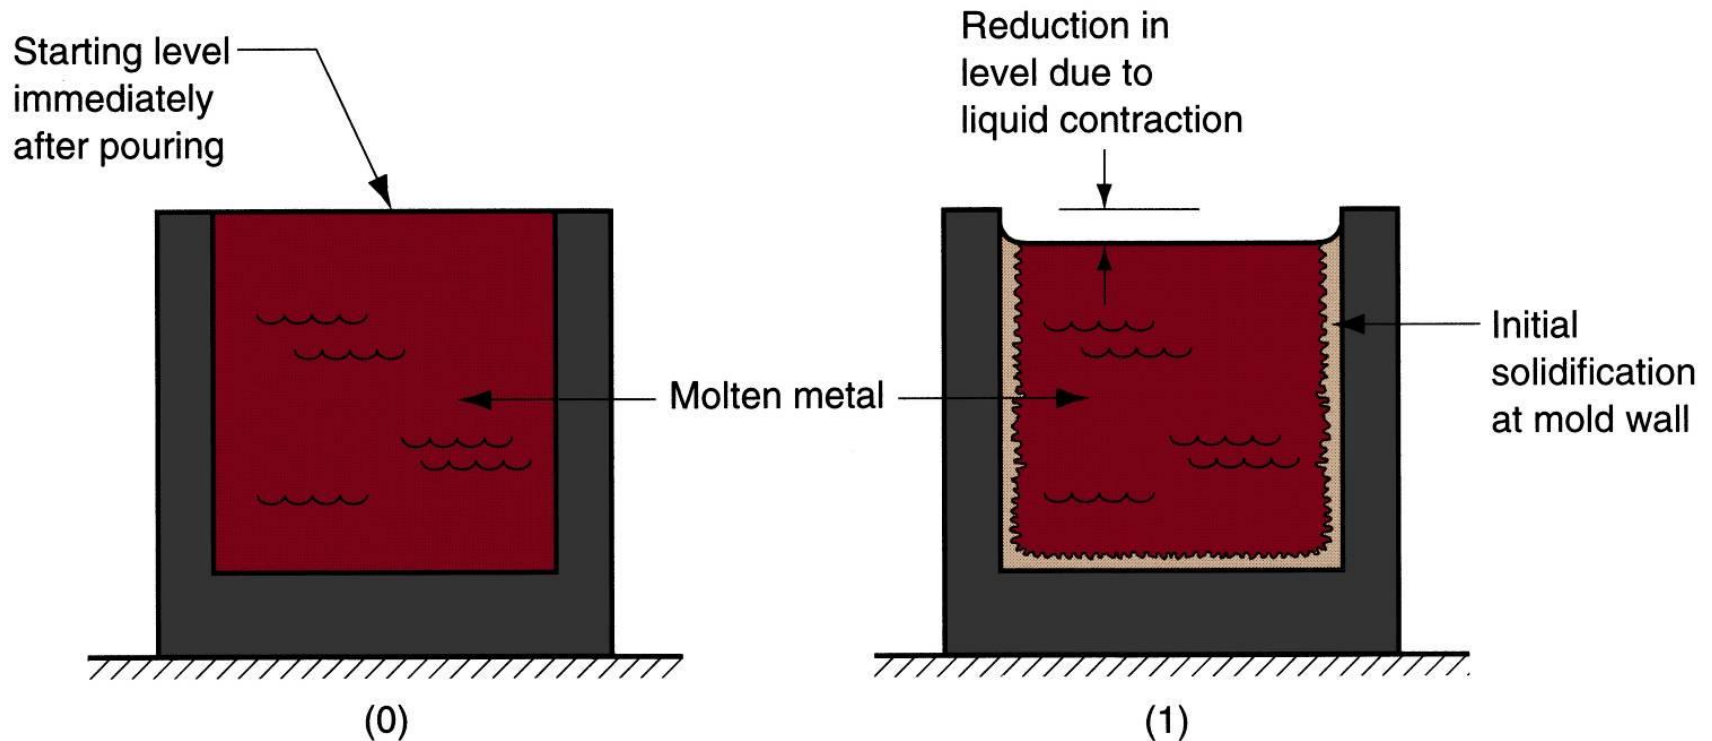 Starting level
immediately
after pouring
Reduction in
level due to
liquid contraction
Molten metal
Initial
solidification
at mold wall
(0)
(1)